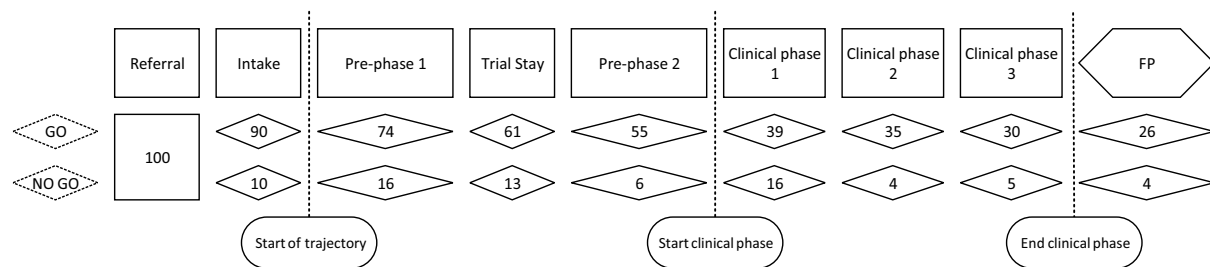 Referral Intake Pre-phase 1 Trial Stay Pre-phase 2 Clinical phase 1 Clinical phase 2 Clinical phase 3 FP
GO 90 74 61 55 39 35 30 26
100
NO GO 10 16 13 6 16 4 5 4
Start of trajectory Start clinical phase End clinical phase